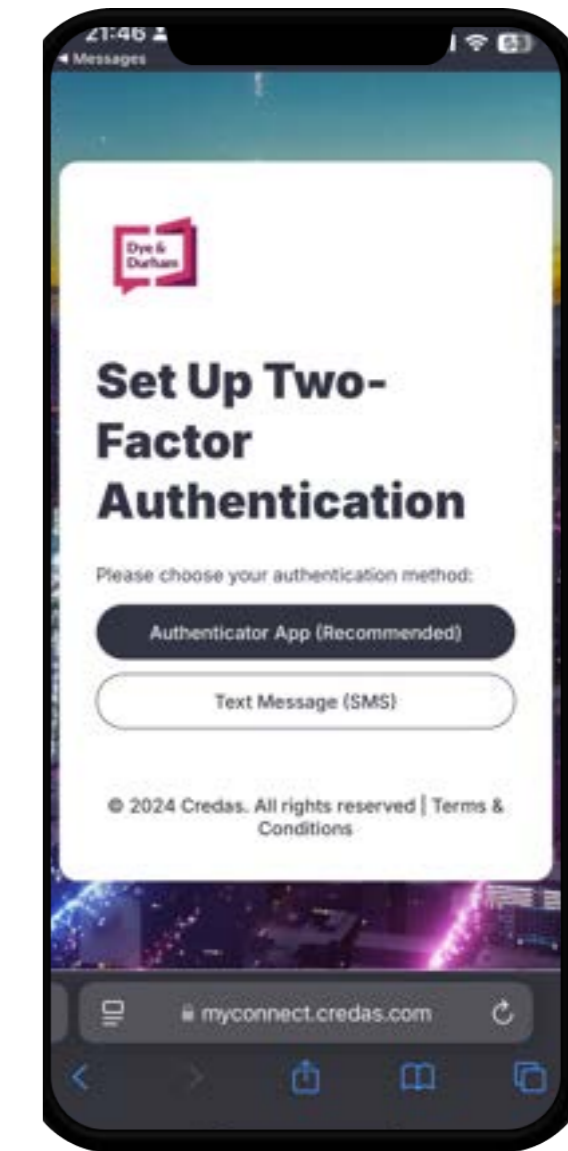 21:46
◀ Messages
Dye &
Durham
Set Up Two-
Factor
Authentication
Please choose your authentication method:
Authenticator App (Recommended)
Text Message (SMS)
© 2024 Credas. All rights reserved | Terms &
Conditions
myconnect.credas.com